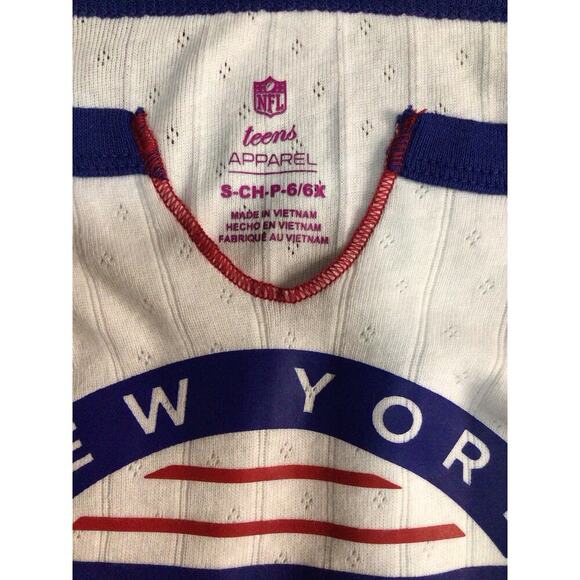 NFL
teens
APPAREL
S-CH-P-6/6X
MADE IN VIETNAM
HECHO EN VIETNAM
FABRIQUÉ AU VIETNAM
EW YOR